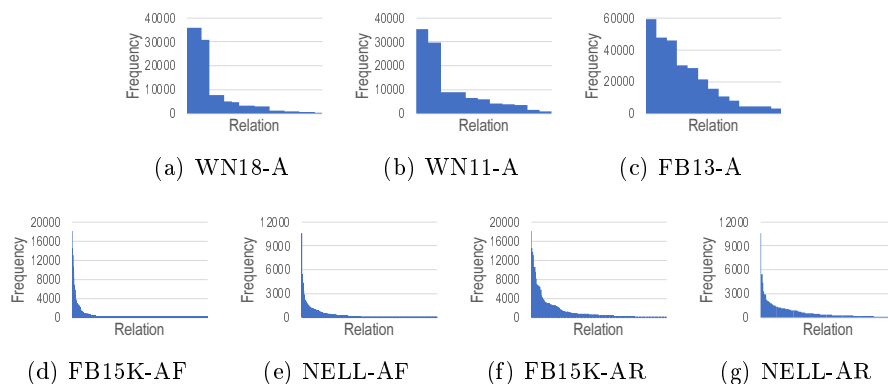 40000
30000
20000
10000
0
Frequency
Relation
(a) WN18-A
40000
30000
20000
10000
0
Frequency
Relation
(b) WN11-A
60000
40000
20000
0
Frequency
Relation
(c) FB13-A
20000
16000
12000
8000
4000
0
Frequency
Relation
(d) FB15K-AF
12000
9000
6000
3000
0
Frequency
Relation
(e) NELL-AF
20000
16000
12000
8000
4000
0
Frequency
Relation
(f) FB15K-AR
12000
9000
6000
3000
0
Frequency
Relation
(g) NELL-AR